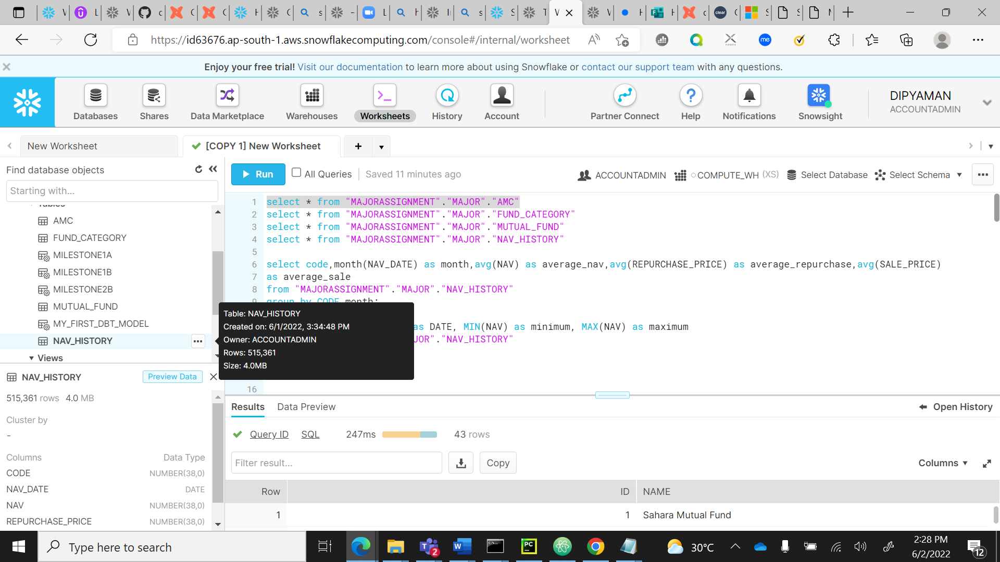 https://id63676.ap-south-1.aws.snowflakecomputing.com/console#/internal/worksheet
Enjoy your free trial! Visit our documentation to learn more about using Snowflake or contact our support team with any questions.
Databases
Shares
Data Marketplace
Warehouses
Worksheets
History
Account
Partner Connect
Help
Notifications
Snowsight
DIPYAMAN
ACCOUNTADMIN
New Worksheet
[COPY 1] New Worksheet
Find database objects
Starting with...
Tables
AMC
FUND_CATEGORY
MILESTONE1A
MILESTONE1B
MILESTONE2B
MUTUAL_FUND
MY_FIRST_DBT_MODEL
NAV_HISTORY
Views
NAV_HISTORY
Preview Data
515,361 rows 4.0 MB
Cluster by
-
Columns Data Type
CODE NUMBER(38,0)
NAV_DATE DATE
NAV NUMBER(38,0)
REPURCHASE_PRICE NUMBER(38,0)
Run
All Queries
Saved 11 minutes ago
ACCOUNTADMIN
COMPUTE_WH (XS)
Select Database
Select Schema
1 select * from "MAJORASSIGNMENT"."MAJOR"."AMC"
2 select * from "MAJORASSIGNMENT"."MAJOR"."FUND_CATEGORY"
3 select * from "MAJORASSIGNMENT"."MAJOR"."MUTUAL_FUND"
4 select * from "MAJORASSIGNMENT"."MAJOR"."NAV_HISTORY"
5
6 select code,month(NAV_DATE) as month,avg(NAV) as average_nav,avg(REPURCHASE_PRICE) as average_repurchase,avg(SALE_PRICE)
7 as average_sale
8 from "MAJORASSIGNMENT"."MAJOR"."NAV_HISTORY"
9 group by CODE,month;
as DATE, MIN(NAV) as minimum, MAX(NAV) as maximum
JOR"."NAV_HISTORY"
16
Table: NAV_HISTORY
Created on: 6/1/2022, 3:34:48 PM
Owner: ACCOUNTADMIN
Rows: 515,361
Size: 4.0MB
Results
Data Preview
Open History
Query ID
SQL
247ms
43 rows
Filter result...
Copy
Columns
Row ID NAME
1 1 Sahara Mutual Fund
Type here to search
30°C
2:28 PM
6/2/2022
12